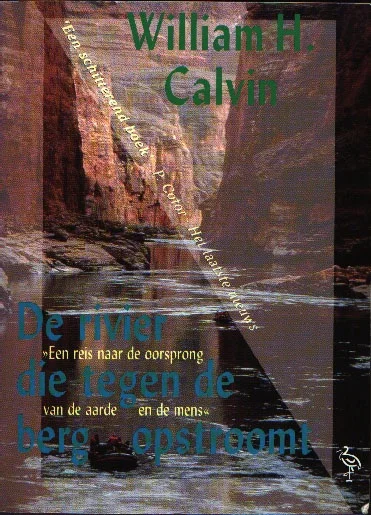 William H.
Calvin
'Een schitterend boek
P. Cotor - Het laatste nieuws
De rivier
»Een reis naar de oorsprong
die tegen de
van de aarde en de mens«
berg opstroomt